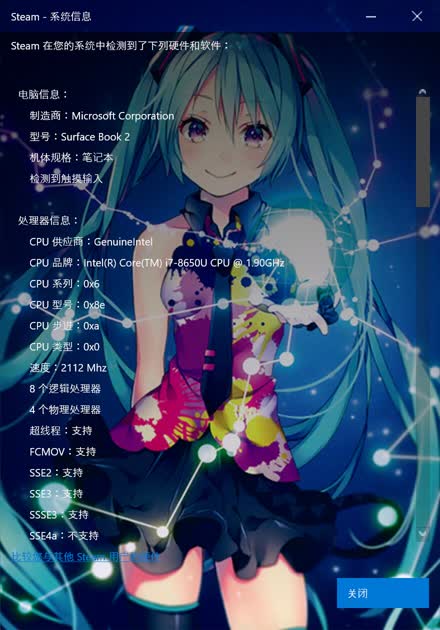 Steam - 系统信息
Steam 在您的系统中检测到了下列硬件和软件：
电脑信息：
制造商：Microsoft Corporation
型号：Surface Book 2
机体规格：笔记本
检测到触摸输入
处理器信息：
CPU 供应商：GenuineIntel
CPU 品牌：Intel(R) Core(TM) i7-8650U CPU @ 1.90GHz
CPU 系列：0x6
CPU 型号：0x8e
CPU 步进：0xa
CPU 类型：0x0
速度：2112 Mhz
8 个逻辑处理器
4 个物理处理器
超线程：支持
FCMOV：支持
SSE2：支持
SSE3：支持
SSSE3：支持
SSE4a：不支持
其他 Steam 用
关闭